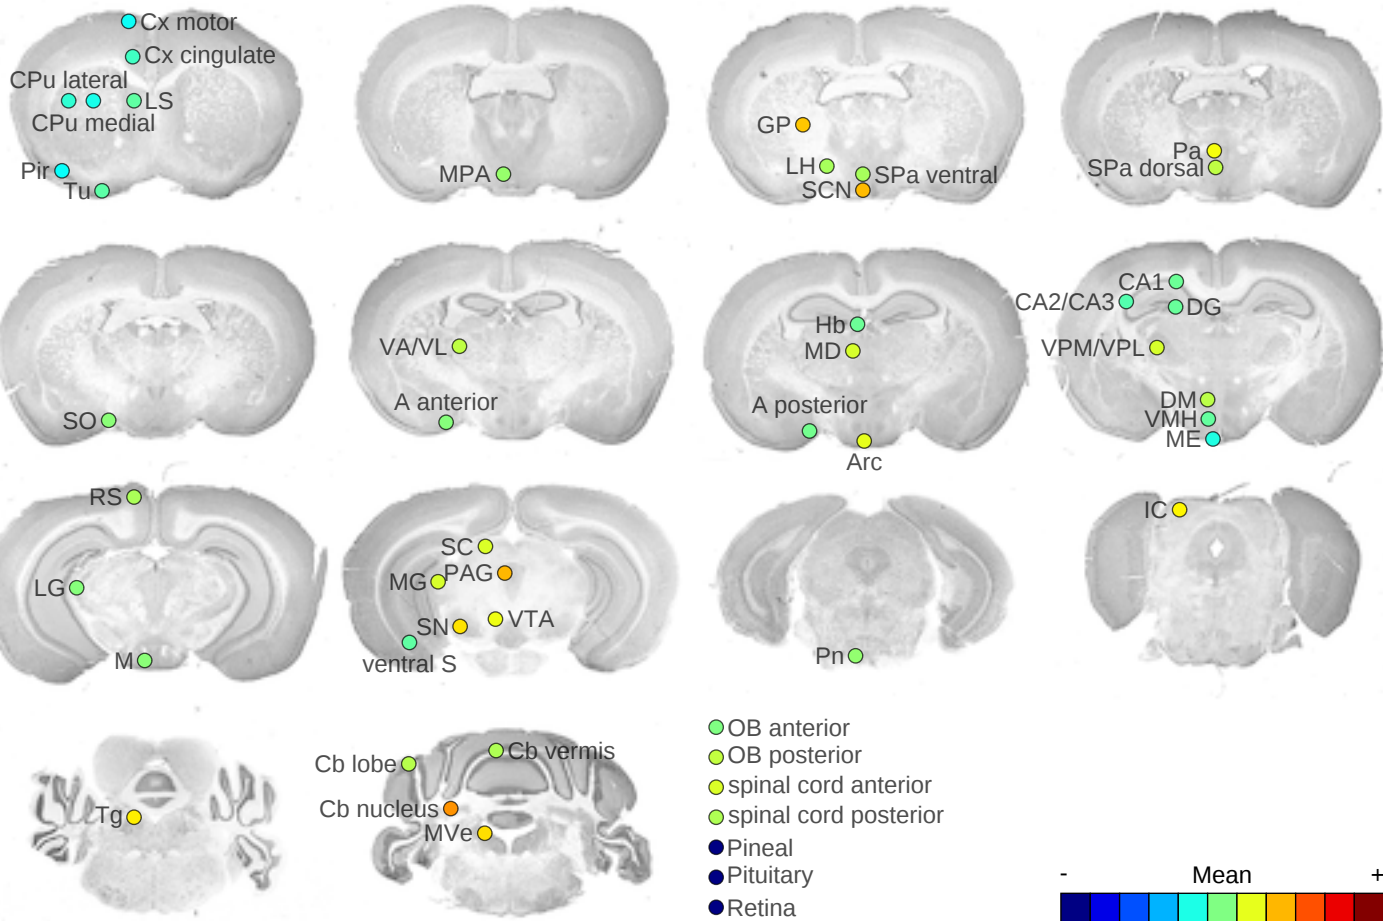 Cx motor
Cx cingulate
CPu lateral
LS
CPu medial
Pir
Tu
MPA
GP
LH
SPa ventral
SCN
Pa
SPa dorsal
SO
VA/VL
A anterior
Hb
MD
A posterior
Arc
CA1
CA2/CA3
DG
VPM/VPL
DM
VMH
ME
RS
LG
M
SC
PAG
MG
SN
VTA
ventral S
Pn
IC
Tg
Cb lobe
Cb vermis
Cb nucleus
MVe
OB anterior
OB posterior
spinal cord anterior
spinal cord posterior
Pineal
Pituitary
Retina
- Mean +